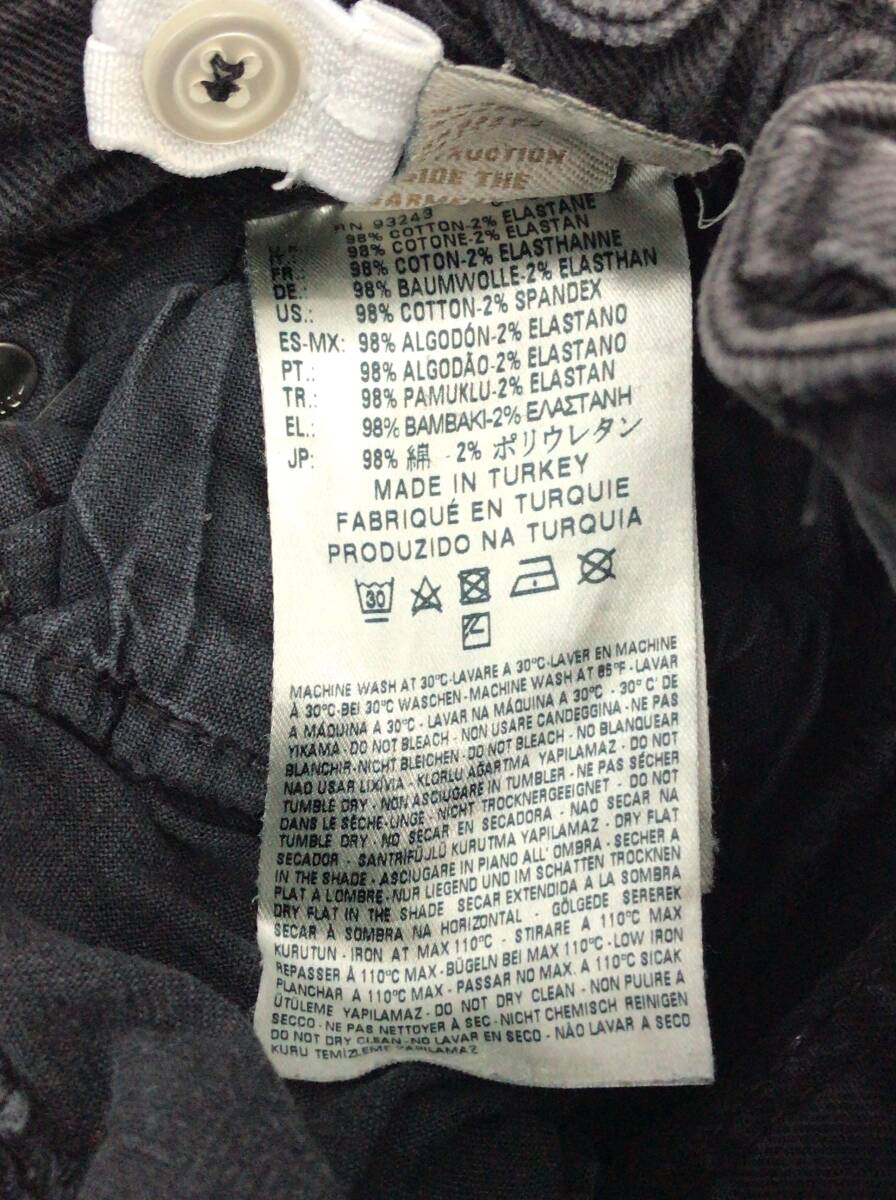 RUCTION
SIDE THE
GARMEN
RN 93243
98% COTTON-2% ELASTANE
98% COTONE-2% ELASTAN
FR.: 98% COTON-2% ELASTHANNE
DE.: 98% BAUMWOLLE-2% ELASTHAN
US.: 98% COTTON-2% SPANDEX
ES-MX: 98% ALGODÓN-2% ELASTANO
PT.: 98% ALGODÃO-2% ELASTANO
TR.: 98% PAMUKLU-2% ELASTAN
EL.: 98% BAMBAKI-2% ΕΛΑΣΤΑΝΗ
JP: 98% 綿 - 2% ポリウレタン
MADE IN TURKEY
FABRIQUÉ EN TURQUIE
PRODUZIDO NA TURQUIA
30
MACHINE WASH AT 30°C-LAVARE A 30°C-LAVER EN MACHINE
À 30°C-BEI 30°C WASCHEN-MACHINE WASH AT 85°F - LAVAR
A MÁQUINA A 30°C - LAVAR NA MÁQUINA A 30°C - 30°C' DE
YIKAMA - DO NOT BLEACH - NON USARE CANDEGGINA - NE PAS
BLANCHIR-NICHT BLEICHEN - DO NOT BLEACH - NO BLANQUEAR
NAO USAR LIXÍVIA - KLORLU AĞARTMA YAPILAMAZ - DO NOT
TUMBLE DRY - NON ASCIUGARE IN TUMBLER - NE PAS SÉCHER
DANS LE SÈCHE-LINGE - NICHT TROCKNERGEEIGNET - DO NOT
TUMBLE DRY - NO SECAR EN SECADORA - NAO SECAR NA
SECADOR - SANTRİFÜJLÜ KURUTMA YAPILAMAZ - DRY FLAT
IN THE SHADE - ASCIUGARE IN PIANO ALL' OMBRA - SECHER A
PLAT A LOMBRE - NUR LIEGEND UND IM SCHATTEN TROCKNEN
DRY FLAT IN THE SHADE SECAR EXTENDIDA A LA SOMBRA
SECAR À SOMBRA NA HORIZONTAL - GÖLGEDE SEREREK
KURUTUN - IRON AT MAX 110°C - STIRARE A 110°C MAX
REPASSER À 110°C MAX - BÜGELN BEI MAX 110°C - LOW IRON
PLANCHAR A 110°C MAX - PASSAR NO MAX. A 110°C SICAK
ÜTÜLEME YAPILAMAZ - DO NOT DRY CLEAN - NON PULIRE A
SECCO - NE PAS NETTOYER À SEC - NICHT CHEMISCH REINIGEN
DO NOT DRY CLEAN - NO LAVAR EN SECO - NÃO LAVAR A SECO
KURU TEMIZLEME YAPILAMAZ